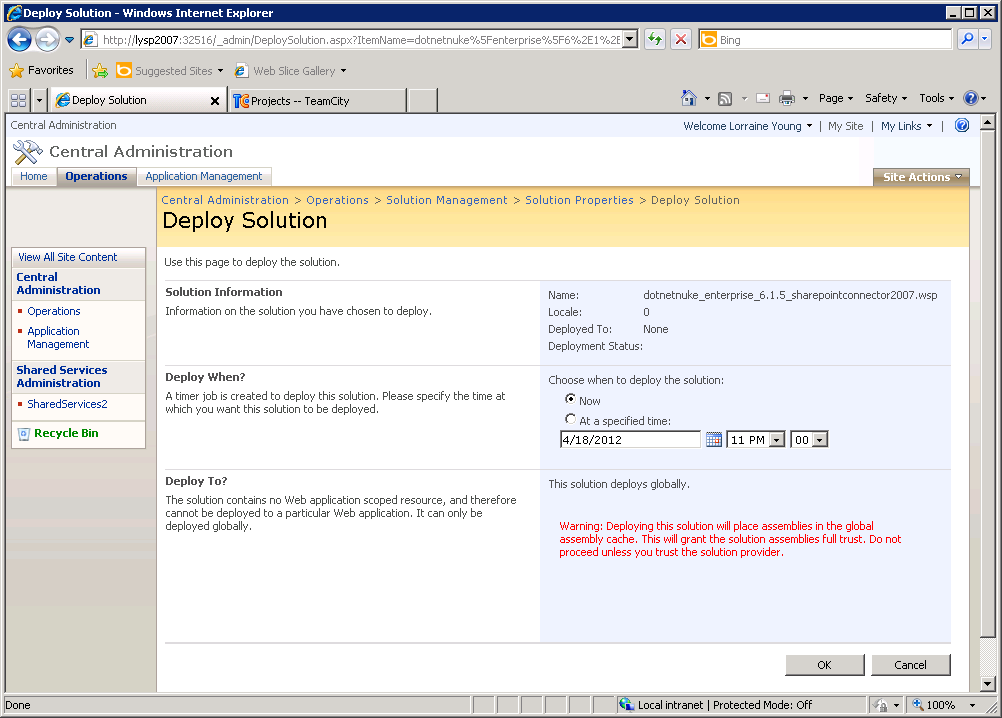 Deploy Solution - Windows Internet Explorer
http://lysp2007:32516/_admin/DeploySolution.aspx?ItemName=dotnetnuke%5Fenterprise%5F6%2E1%2E
Bing
Favorites
Suggested Sites
Web Slice Gallery
Deploy Solution
Projects -- TeamCity
Page
Safety
Tools
Central Administration
Welcome Lorraine Young
My Site
My Links
Central Administration
Home
Operations
Application Management
Site Actions
Central Administration > Operations > Solution Management > Solution Properties > Deploy Solution
Deploy Solution
View All Site Content
Central
Administration
Operations
Application
Management
Shared Services
Administration
SharedServices2
Recycle Bin
Use this page to deploy the solution.
Solution Information
Information on the solution you have chosen to deploy.
Name: dotnetnuke_enterprise_6.1.5_sharepointconnector2007.wsp
Locale: 0
Deployed To: None
Deployment Status:
Deploy When?
A timer job is created to deploy this solution. Please specify the time at
which you want this solution to be deployed.
Choose when to deploy the solution:
Now
At a specified time:
4/18/2012 11 PM 00
Deploy To?
The solution contains no Web application scoped resource, and therefore
cannot be deployed to a particular Web application. It can only be
deployed globally.
This solution deploys globally.
Warning: Deploying this solution will place assemblies in the global
assembly cache. This will grant the solution assemblies full trust. Do not
proceed unless you trust the solution provider.
OK
Cancel
Done
Local intranet | Protected Mode: Off
100%